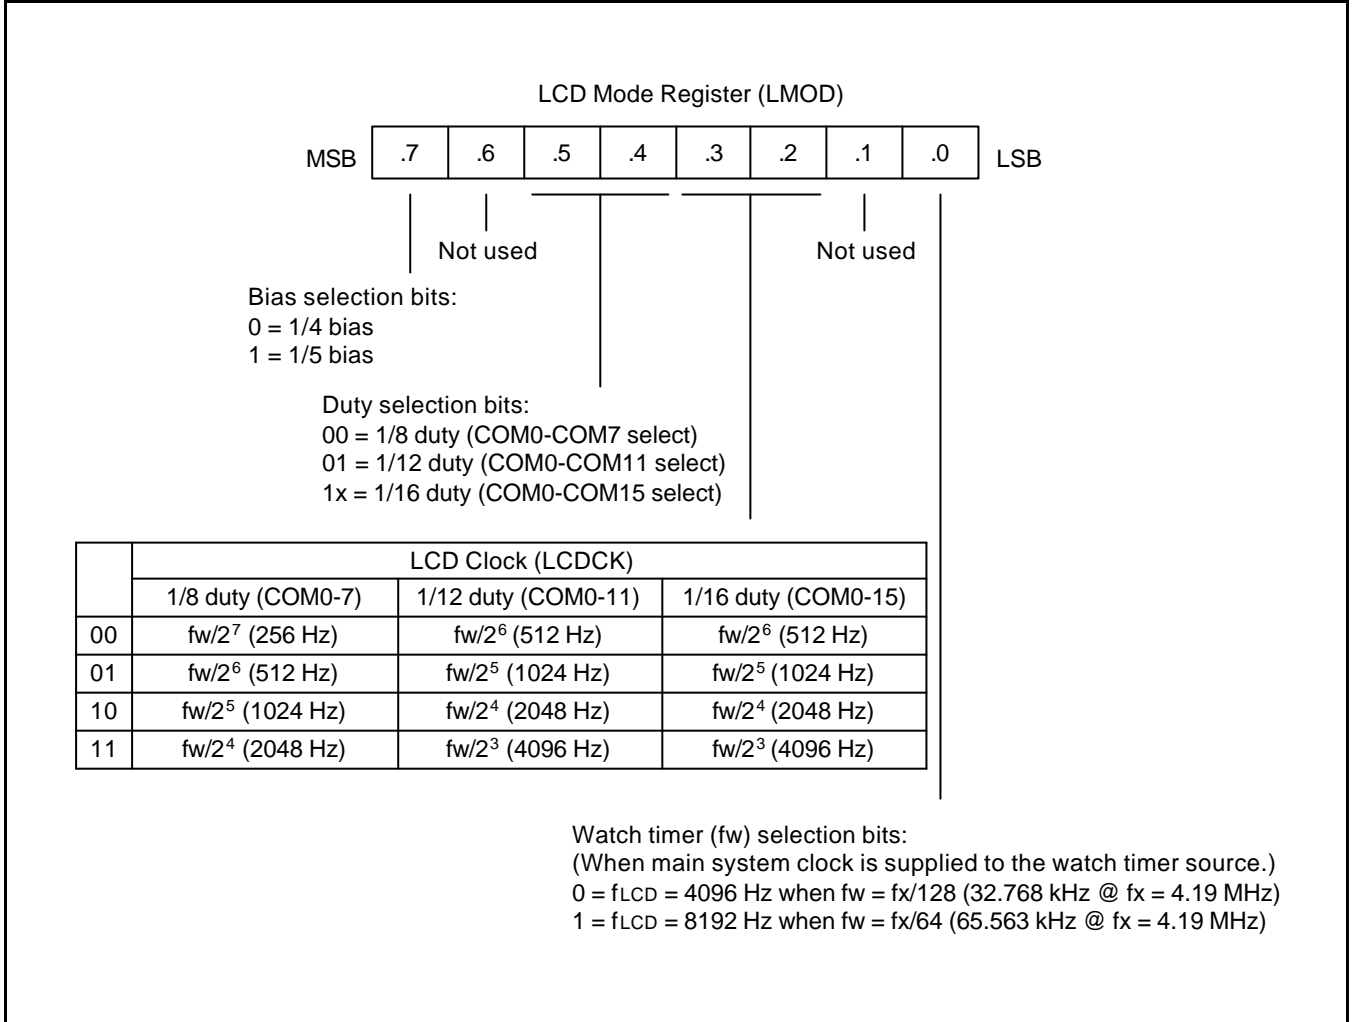 LCD Mode Register (LMOD)
MSB .7 .6 .5 .4 .3 .2 .1 .0 LSB
Not used Not used
Bias selection bits:
0 = 1/4 bias
1 = 1/5 bias
Duty selection bits:
00 = 1/8 duty (COM0-COM7 select)
01 = 1/12 duty (COM0-COM11 select)
1x = 1/16 duty (COM0-COM15 select)
LCD Clock (LCDCK)
1/8 duty (COM0-7) 1/12 duty (COM0-11) 1/16 duty (COM0-15)
00 fw/2⁷ (256 Hz) fw/2⁶ (512 Hz) fw/2⁶ (512 Hz)
01 fw/2⁶ (512 Hz) fw/2⁵ (1024 Hz) fw/2⁵ (1024 Hz)
10 fw/2⁵ (1024 Hz) fw/2⁴ (2048 Hz) fw/2⁴ (2048 Hz)
11 fw/2⁴ (2048 Hz) fw/2³ (4096 Hz) fw/2³ (4096 Hz)
Watch timer (fw) selection bits:
(When main system clock is supplied to the watch timer source.)
0 = fLCD = 4096 Hz when fw = fx/128 (32.768 kHz @ fx = 4.19 MHz)
1 = fLCD = 8192 Hz when fw = fx/64 (65.563 kHz @ fx = 4.19 MHz)